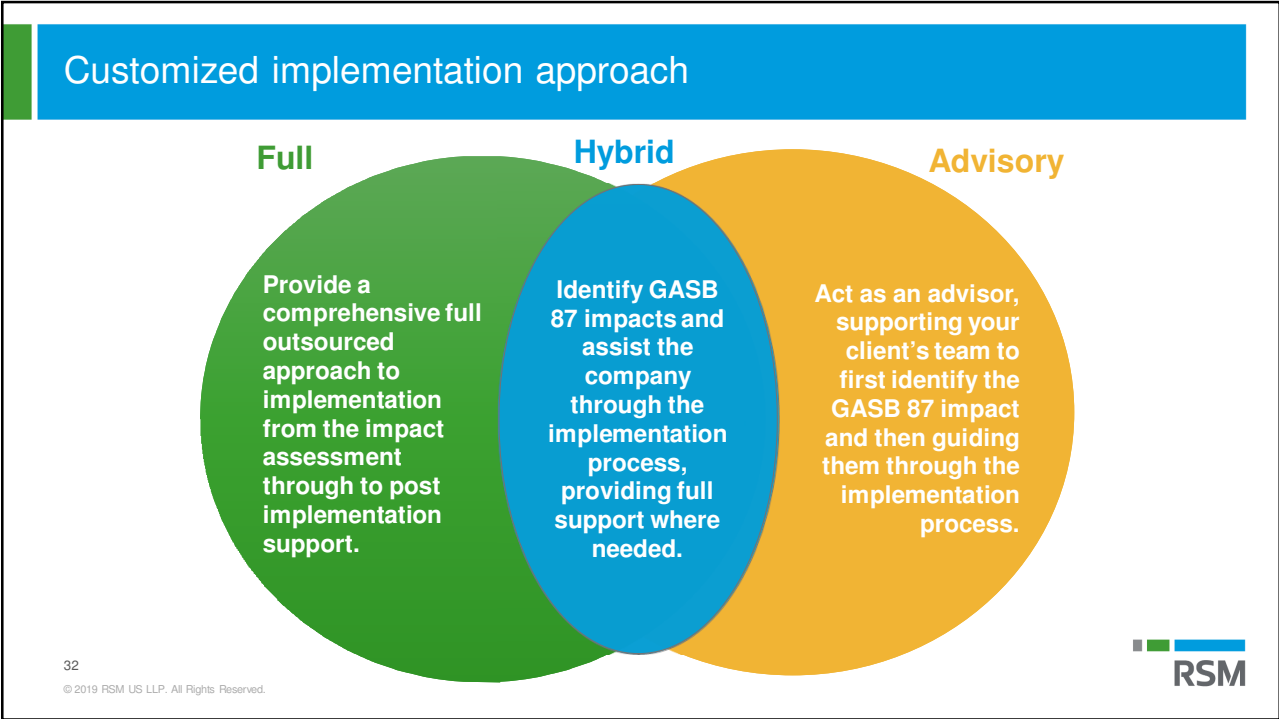 Customized implementation approach
Full
Hybrid
Advisory
Provide a
comprehensive full
outsourced
approach to
implementation
from the impact
assessment
through to post
implementation
support.
Identify GASB
87 impacts and
assist the
company
through the
implementation
process,
providing full
support where
needed.
Act as an advisor,
supporting your
client's team to
first identify the
GASB 87 impact
and then guiding
them through the
implementation
process.
32
© 2019 RSM US LLP. All Rights Reserved.
RSM